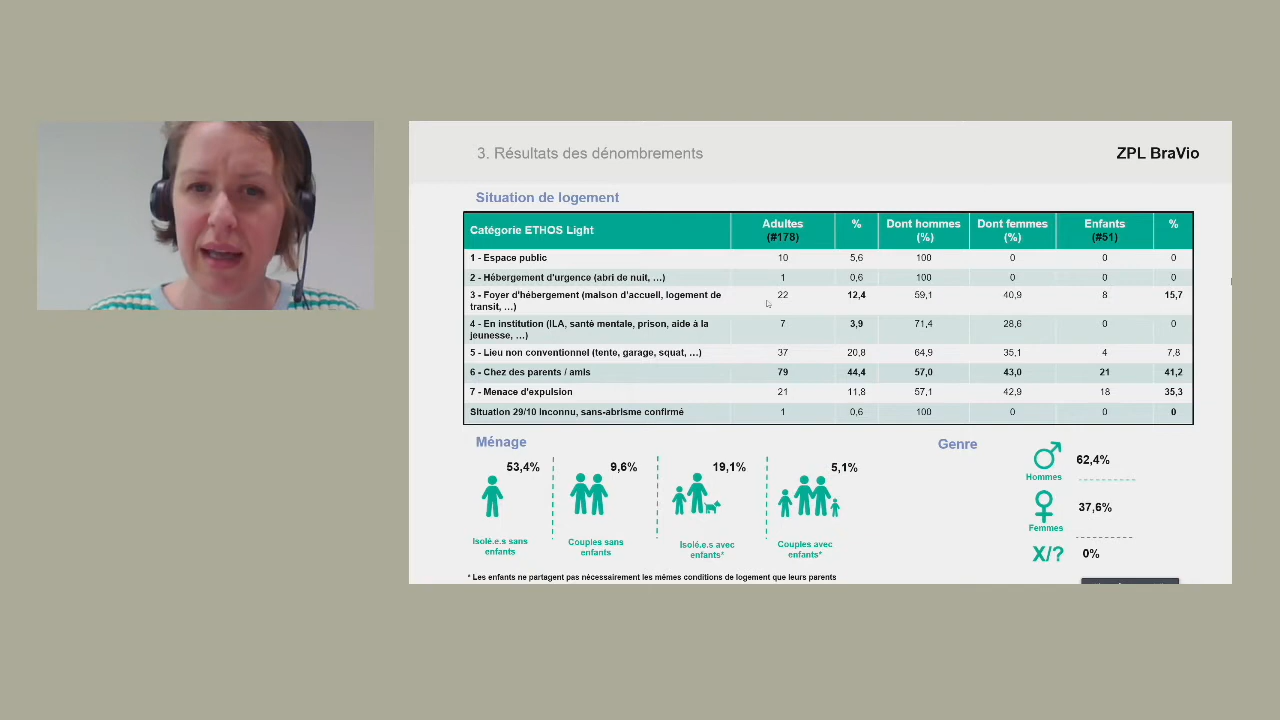 3. Résultats des dénombrements
ZPL BraVio
Situation de logement
Catégorie ETHOS Light Adultes (#178) % Dont hommes (%) Dont femmes (%) Enfants (#51) %
1 - Espace public 10 5,6 100 0 0 0
2 - Hébergement d'urgence (abri de nuit, …) 1 0,6 100 0 0 0
3 - Foyer d'hébergement (maison d'accueil, logement de
transit, …) 22 12,4 59,1 40,9 8 15,7
4 - En institution (ILA, santé mentale, prison, aide à la
jeunesse, …) 7 3,9 71,4 28,6 0 0
5 - Lieu non conventionnel (tente, garage, squat, …) 37 20,8 64,9 35,1 4 7,8
6 - Chez des parents / amis 79 44,4 57,0 43,0 21 41,2
7 - Menace d'expulsion 21 11,8 57,1 42,9 18 35,3
Situation 29/10 inconnu, sans-abrisme confirmé 1 0,6 100 0 0 0
Ménage
53,4%
Isolé.e.s sans
enfants
9,6%
Couples sans
enfants
19,1%
Isolé.e.s avec
enfants*
5,1%
Couples avec
enfants*
Genre
62,4%
Hommes
37,6%
Femmes
X/? 0%
* Les enfants ne partagent pas nécessairement les mêmes conditions de logement que leurs parents